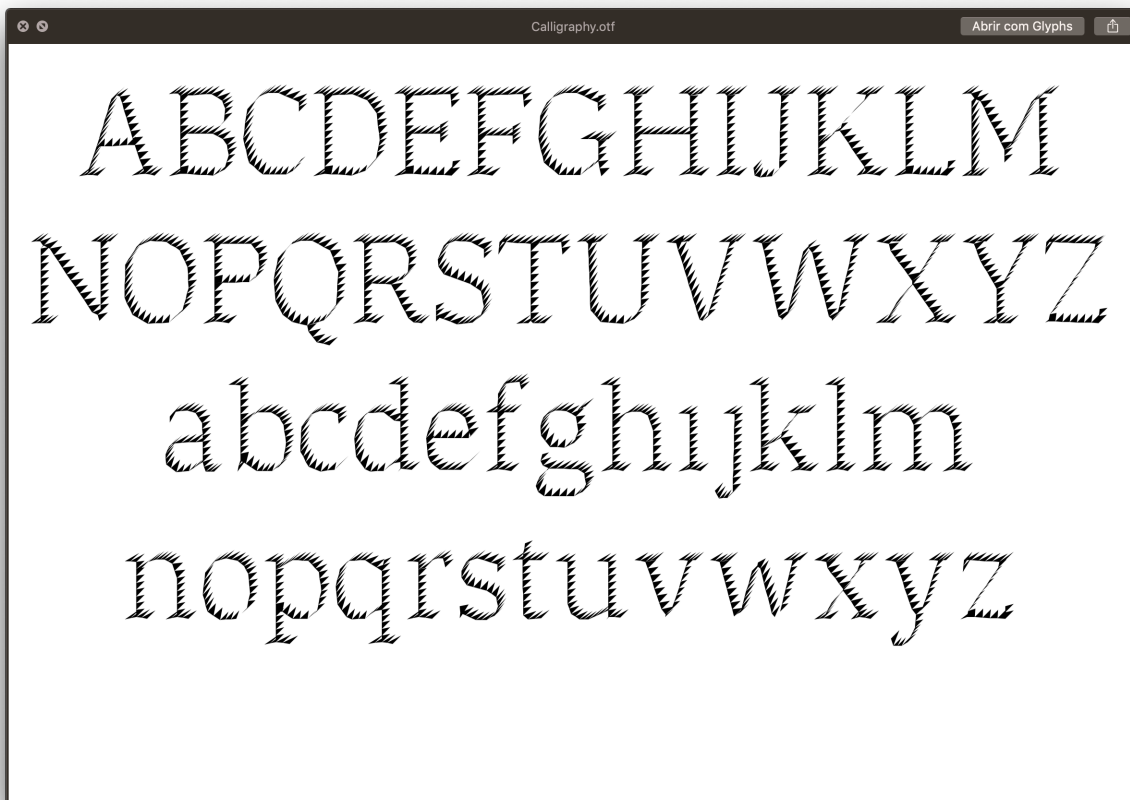 Calligraphy.otf
Abrir com Glyphs
ABCDEFGHIJKLM
NOPQRSTUVWXYZ
abcdefghıȷklm
nopqrstuvwxyz